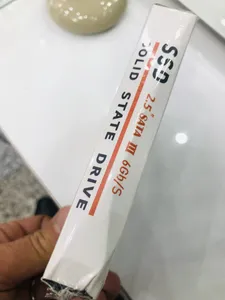 SSD
2.5" SATA III 6Gb/S
SOLID STATE DRIVE